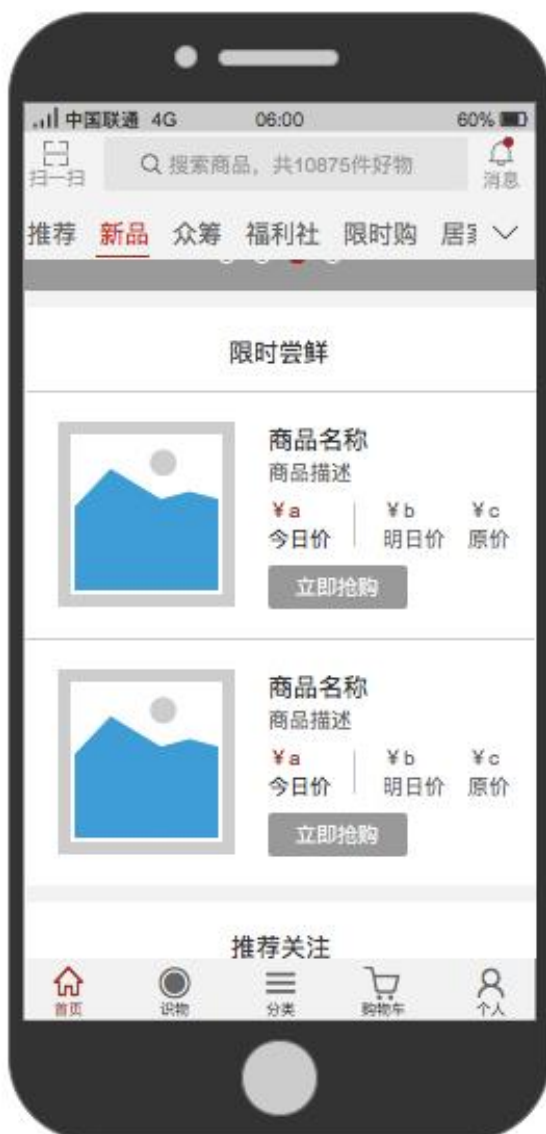 中国联通 4G 06:00 60%
扫一扫 搜索商品，共10875件好物 消息
推荐 新品 众筹 福利社 限时购 居
限时尝鲜
商品名称
商品描述
¥a ¥b ¥c
今日价 明日价 原价
立即抢购
商品名称
商品描述
¥a ¥b ¥c
今日价 明日价 原价
立即抢购
推荐关注
首页 识物 分类 购物车 个人